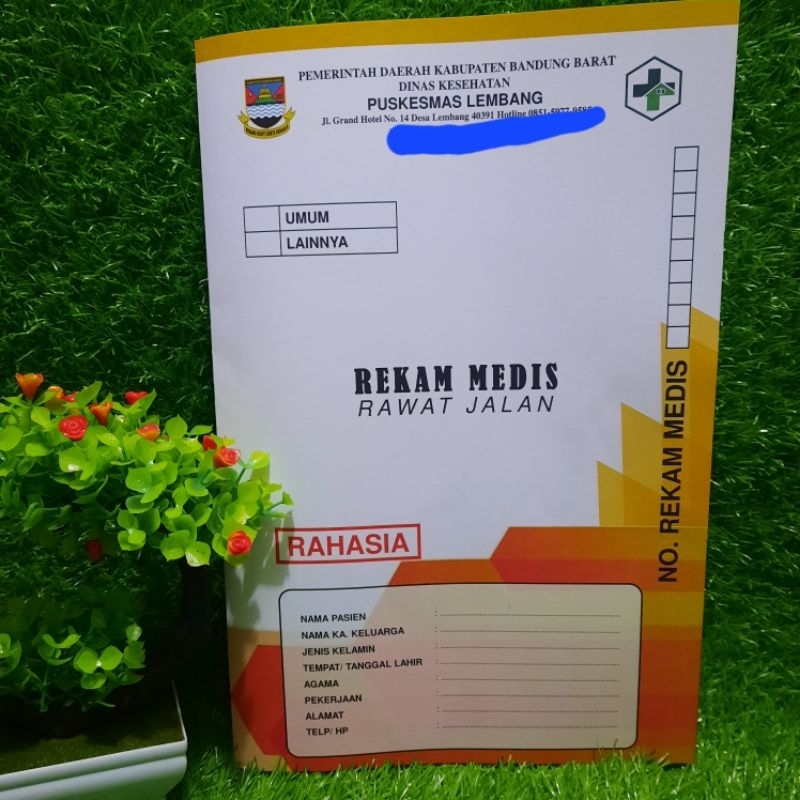 PEMERINTAH DAERAH KABUPATEN BANDUNG BARAT
DINAS KESEHATAN
PUSKESMAS LEMBANG
Jl. Grand Hotel No. 14 Desa Lembang 40391 Hotline
UMUM
LAINNYA
REKAM MEDIS
RAWAT JALAN
NO. REKAM MEDIS
RAHASIA
NAMA PASIEN :
NAMA KA. KELUARGA :
JENIS KELAMIN :
TEMPAT/ TANGGAL LAHIR :
AGAMA :
PEKERJAAN :
ALAMAT :
TELP/ HP :